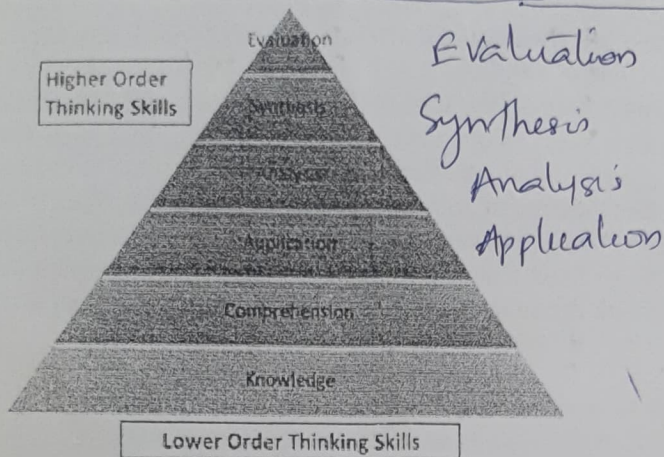 Evaluation
Higher Order
Thinking Skills
Synthesis
Analysis
Application
Comprehension
Knowledge
Lower Order Thinking Skills
Evaluation
Synthesis
Analysis
Application